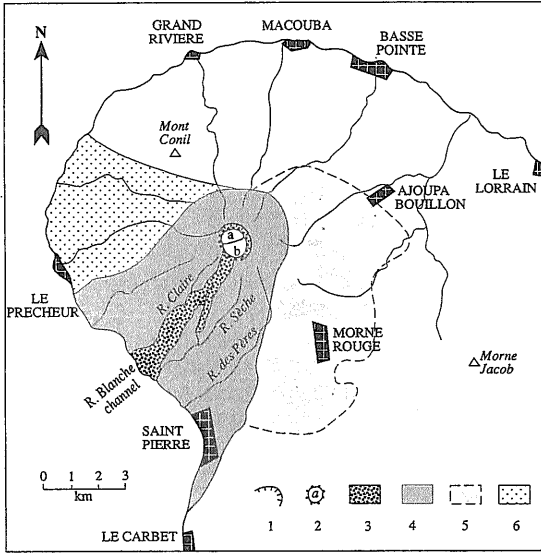 N
GRAND
RIVIERE
MACOUBA
BASSE
POINTE
Mont
Conil
LE
LORRAIN
AJOUPA
BOUILLON
a
b
LE
PRECHEUR
R. Claire
R. Sèche
R. des Pères
MORNE
ROUGE
Morne
Jacob
R. Blanche
channel
SAINT
PIERRE
0 1 2 3
km
LE CARBET
a
1 2 3 4 5 6